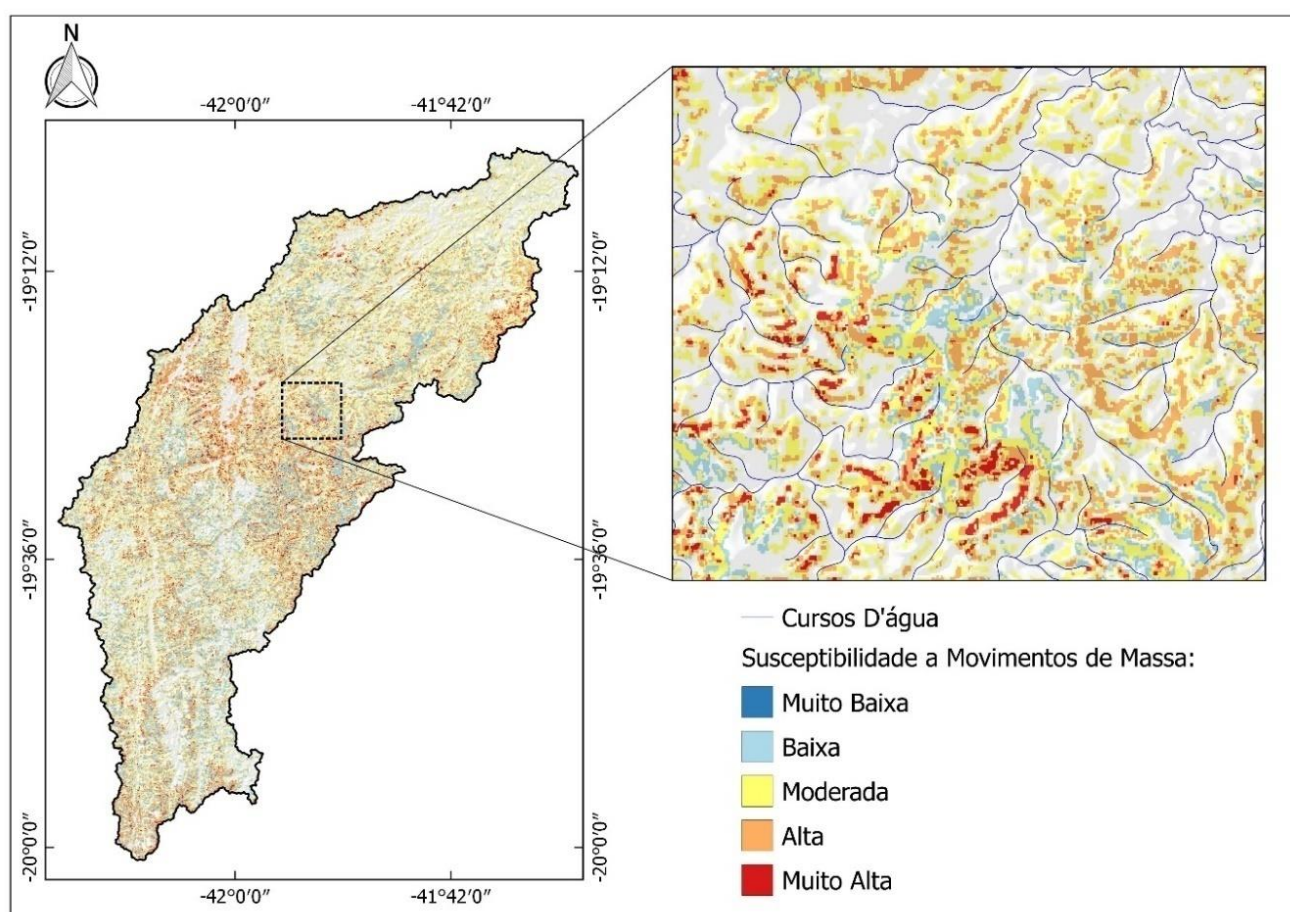 N
-42°0′0″
-41°42′0″
-19°12′0″
-19°12′0″
-19°36′0″
-19°36′0″
-20°0′0″
-20°0′0″
-42°0′0″
-41°42′0″
Cursos D'água
Susceptibilidade a Movimentos de Massa:
Muito Baixa
Baixa
Moderada
Alta
Muito Alta